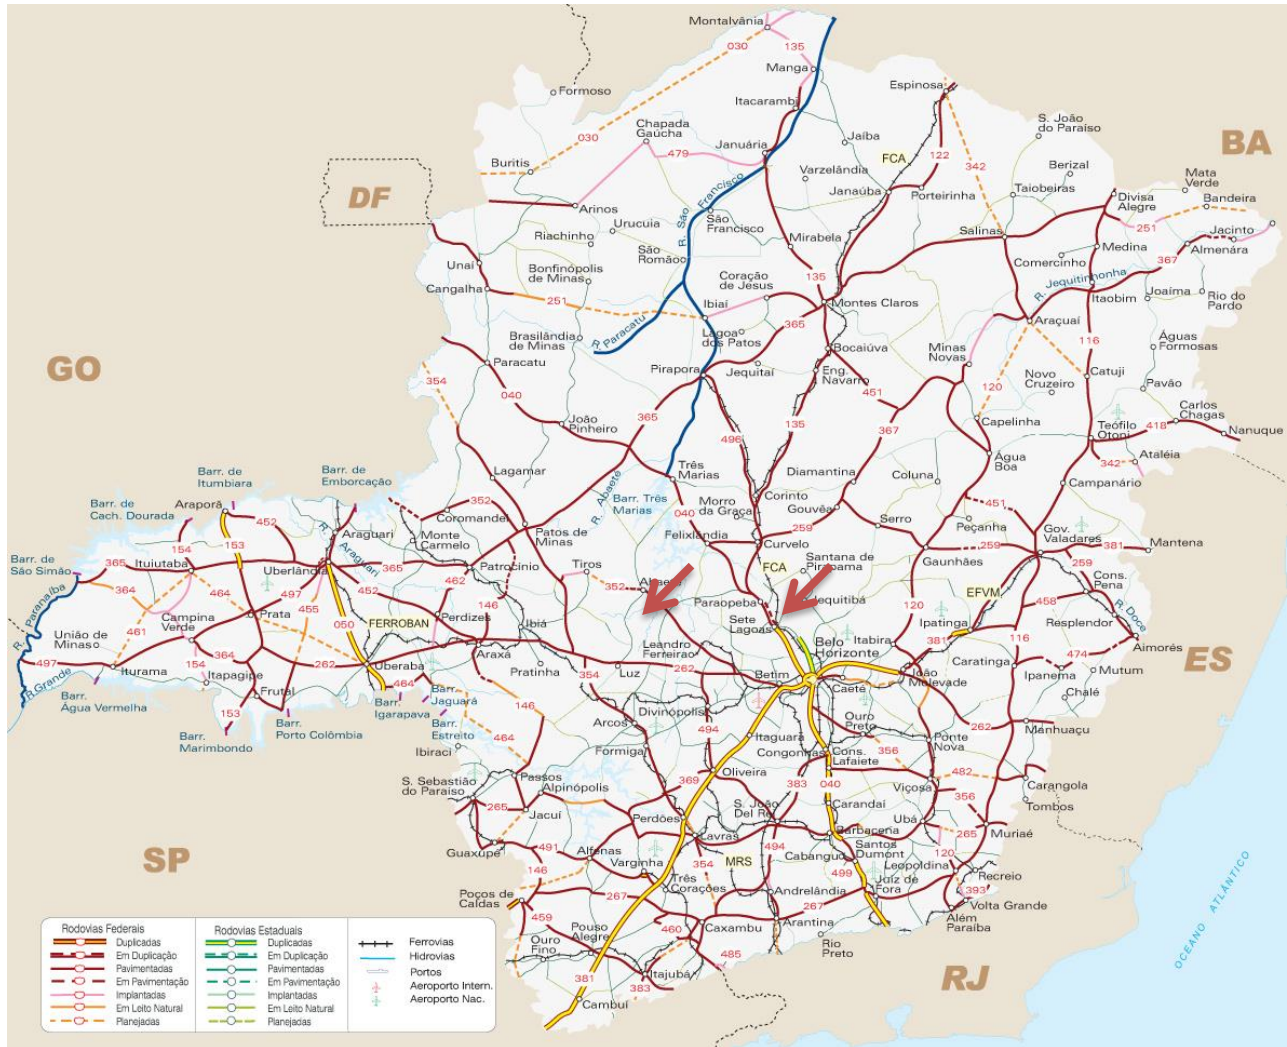 Montalvânia
030
135
Manga
Espinosa
Formoso
Itacarambi
Chapada
Gaúcha
S. João
do Paraíso
BA
030
Jaíba
Januária
FCA
122
342
Buritis
479
Berizal
Varzelândia
Mata
Verde
DF
Janaúba
Porteirinha
Taiobeiras
Divisa
Alegre
Bandeira
Arinos
R. São Francisco
São
Francisco
Urucuia
251
Jacinto
Riachinho
Mirabela
Salinas
Medina
Almenára
São
Romão
Comercinho
367
Unaí
Bonfinópolis
de Minas
Coração
de Jesus
135
R. Jequitinhonha
Cangalha
Itaobim
Joaíma
Rio do
Pardo
251
Ibiaí
Montes Claros
R. Paracatu
365
Araçuaí
Brasilândia
de Minas
Lagoa
dos Patos
116
GO
Bocaiúva
Minas
Novas
Águas
Formosas
Paracatu
Pirapora
Jequitaí
Eng.
Navarro
Novo
Cruzeiro
Catuji
354
120
Pavão
040
451
365
João
Pinheiro
Capelinha
Carlos
Chagas
496
135
367
Teófilo
Otoni
418
Nanuque
Água
Boa
342
Ataléia
Barr. de
Itumbiara
Barr. de
Emborcação
Lagamar
R. Abaete
Três
Marias
Diamantina
Coluna
Campanário
Barr. de
Cach. Dourada
Araporã
352
Barr. Três
Marias
Morro
da Graça
Corinto
Gouvêa
451
452
Coromandel
040
Serro
Peçanha
Gov.
Valadares
Araguari
Patos de
Minas
259
Monte
Carmelo
Felixlandia
Curvelo
259
381
Mantena
Barr. de
São Simão
154
153
R. Araguari
365
Ituiutaba
Uberlândia
365
Patrocínio
Santana de
Pirapama
Gaunhães
259
Tiros
FCA
Cons.
Pena
R. Paranaíba
364
464
497
452
462
352
Abaeté
Jequitibá
EFVM
455
Paraopeba
458
R. Doce
Campina
Verde
Prata
146
120
Resplendor
461
050
FERROBAN
Perdizes
Ibiá
Sete
Lagoas
Ipatinga
União de
Minas
Leandro
Ferreirao
Belo
Horizonte
Itabira
381
116
Aimorés
364
Araxá
ES
497
154
262
Uberaba
Pratinha
Luz
262
474
Iturama
Itapagipe
354
Betim
João
Molevade
Caratinga
Ipanema
Mutum
R.Grande
464
Caeté
Barr.
Água Vermelha
Frutal
Barr.
Igarapava
Barr.
Jaguará
Chalé
153
146
Arcos
Divinópolis
Barr.
Marimbondo
Barr.
Porto Colômbia
Barr.
Estreito
494
Ouro
Preto
262
Manhuaçu
464
Itaguara
Ponte
Nova
Ibiraci
Formiga
Congonhas
Cons.
Lafaiete
356
S. Sebastião
do Paraíso
Passos
Oliveira
482
Alpinópolis
369
383
040
Viçosa
Carangola
265
356
Tombos
Jacuí
Perdões
S. João
Del Rei
Carandaí
Ubá
265
Muriaé
SP
Guaxupé
491
Lavras
Barbacena
Alfenas
354
494
Cabangu
Santos
Dumont
120
146
Varginha
MRS
499
Leopoldina
Recreio
Poços de
Caldas
267
Três
Corações
Andrelândia
Juiz de
Fora
393
Volta Grande
267
459
Pouso
Alegre
460
Caxambu
Arantina
Além
Paraíba
Ouro
Fino
Rio
Preto
485
381
Itajubá
383
Cambuí
RJ
OCEANO ATLÂNTICO
Rodovias Federais
Duplicadas
Em Duplicação
Pavimentadas
Em Pavimentação
Implantadas
Em Leito Natural
Planejadas
Rodovias Estaduais
Duplicadas
Em Duplicação
Pavimentadas
Em Pavimentação
Implantadas
Em Leito Natural
Planejadas
Ferrovias
Hidrovias
Portos
Aeroporto Intern.
Aeroporto Nac.